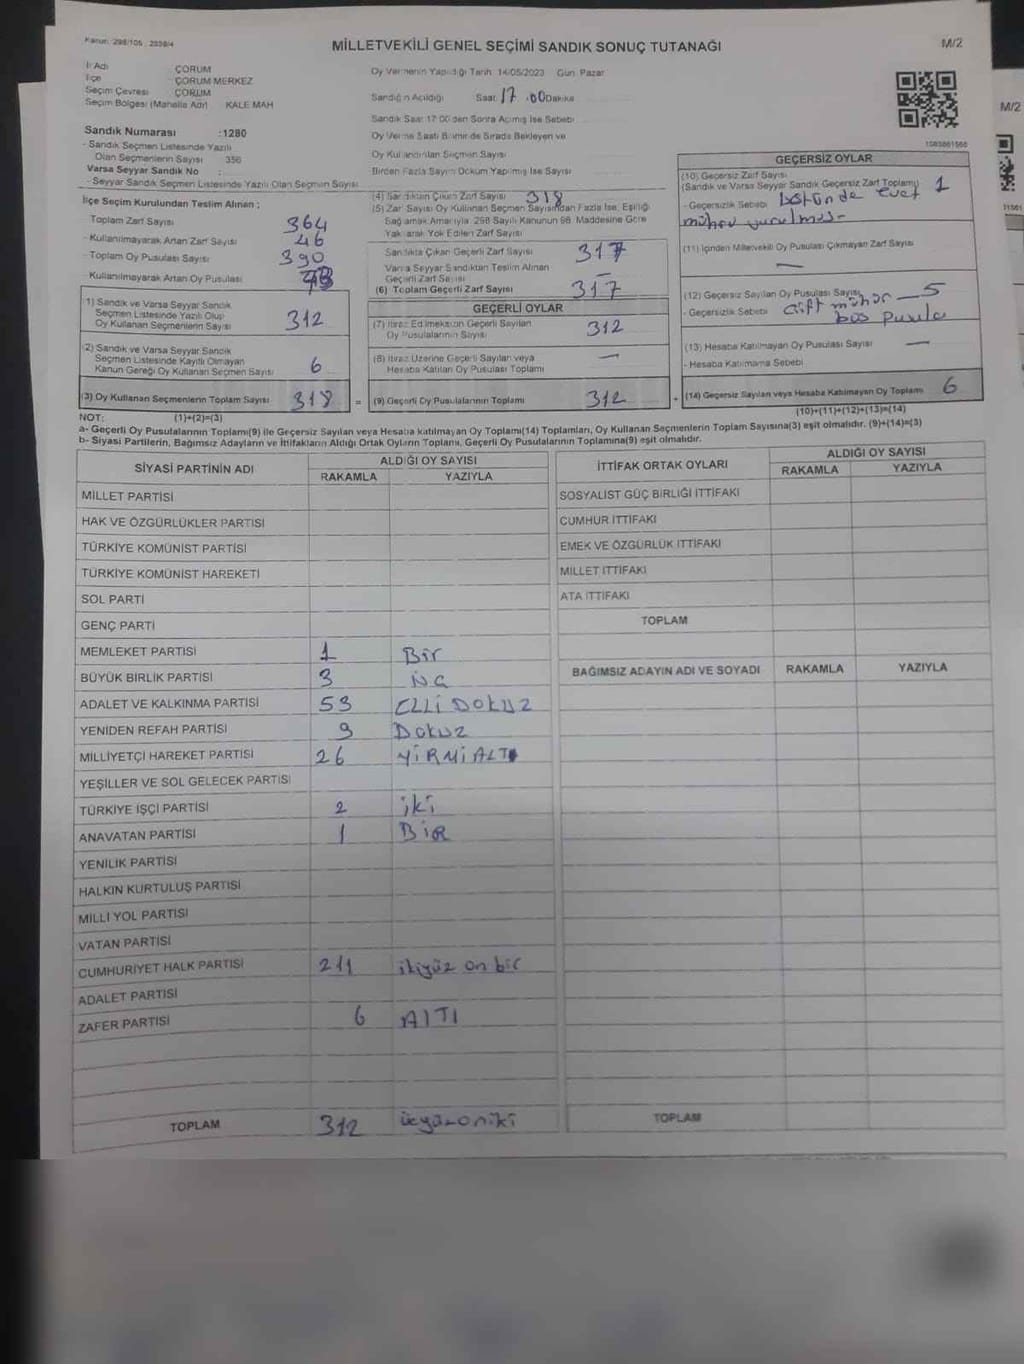 Kanun: 298/105, 2839/4
MİLLETVEKİLİ GENEL SEÇİMİ SANDIK SONUÇ TUTANAĞI
M/2
İl Adı ÇORUM
İlçe ÇORUM MERKEZ
Seçim Çevresi ÇORUM
Seçim Bölgesi (Mahalle Adı) KALE MAH
Oy Vermenin Yapıldığı Tarih 14/05/2023 Gün Pazar
Sandığın Açıldığı Saat 17 :00 Dakika
Sandık Saat 17:00'den Sonra Açılmış İse Sebebi
Oy Verme Saati Bitimi de Sırada Bekleyen ve
Oy Kullandırılan Seçmen Sayısı
Birden Fazla Sayım Döküm Yapılmış İse Sayısı
M/2
Sandık Numarası :1280
- Sandık Seçmen Listesinde Yazılı
Olan Seçmenlerin Sayısı 356
Varsa Seyyar Sandık No :
- Seyyar Sandık Seçmen Listesinde Yazılı Olan Seçmen Sayısı
İlçe Seçim Kurulundan Teslim Alınan ;
Toplam Zarf Sayısı 364
- Kullanılmayarak Artan Zarf Sayısı 46
- Toplam Oy Pusulası Sayısı 390
- Kullanılmayarak Artan Oy Pusulası
1) Sandık ve Varsa Seyyar Sandık
Seçmen Listesinde Yazılı Olup
Oy Kullanan Seçmenlerin Sayısı 312
2) Sandık ve Varsa Seyyar Sandık
Seçmen Listesinde Kayıtlı Olmayan
Kanun Gereği Oy Kullanan Seçmen Sayısı 6
(3) Oy Kullanan Seçmenlerin Toplam Sayısı 318 =
(4) Sandıktan Çıkan Zarf Sayısı 318
(5) Zarf Sayısı Oy Kullanan Seçmen Sayısından Fazla İse, Eşitliği
Sağlamak Amacıyla, 298 Sayılı Kanunun 98. Maddesine Göre
Yakılarak Yok Edilen Zarf Sayısı
Sandıkta Çıkan Geçerli Zarf Sayısı 317
Varsa Seyyar Sandıktan Teslim Alınan
Geçerli Zarf Sayısı –
(6) Toplam Geçerli Zarf Sayısı 317
GEÇERLİ OYLAR
(7) İtiraz Edilmeksizin Geçerli Sayılan
Oy Pusulalarının Sayısı 312
(8) İtiraz Üzerine Geçerli Sayılan veya
Hesaba Katılan Oy Pusulası Toplamı —
(9) Geçerli Oy Pusulalarının Toplamı 312 +
1083861566
GEÇERSİZ OYLAR
(10) Geçersiz Zarf Sayısı
(Sandık ve Varsa Seyyar Sandık Geçersiz Zarf Toplamı) 1
- Geçersizlik Sebebi Üstünde Evet
mühür vurulmuş-
(11) İçinden Milletvekili Oy Pusulası Çıkmayan Zarf Sayısı
—
(12) Geçersiz Sayılan Oy Pusulası Sayısı 5
- Geçersizlik Sebebi Çift mühür
boş pusula
(13) Hesaba Katılmayan Oy Pusulası Sayısı —
- Hesaba Katılmama Sebebi
(14) Geçersiz Sayılan veya Hesaba Katılmayan Oy Toplamı 6
NOT: (1)+(2)=(3)
(10)+(11)+(12)+(13)=(14)
a- Geçerli Oy Pusulalarının Toplamı(9) ile Geçersiz Sayılan veya Hesaba katılmayan Oy Toplamı(14) Toplamları, Oy Kullanan Seçmenlerin Toplam Sayısına(3) eşit olmalıdır. (9)+(14)=(3)
b- Siyasi Partilerin, Bağımsız Adayların ve İttifakların Aldığı Ortak Oyların Toplamı, Geçerli Oy Pusulalarının Toplamına(9) eşit olmalıdır.
SİYASİ PARTİNİN ADI
ALDIĞI OY SAYISI
RAKAMLA YAZIYLA
MİLLET PARTİSİ
HAK VE ÖZGÜRLÜKLER PARTİSİ
TÜRKİYE KOMÜNİST PARTİSİ
TÜRKİYE KOMÜNİST HAREKETİ
SOL PARTİ
GENÇ PARTİ
MEMLEKET PARTİSİ 1 Bir
BÜYÜK BİRLİK PARTİSİ 3 ÜÇ
ADALET VE KALKINMA PARTİSİ 53 ELLİ DOKUZ
YENİDEN REFAH PARTİSİ 9 Dokuz
MİLLİYETÇİ HAREKET PARTİSİ 26 YİRMİ ALTI
YEŞİLLER VE SOL GELECEK PARTİSİ
TÜRKİYE İŞÇİ PARTİSİ 2 iki
ANAVATAN PARTİSİ 1 BİR
YENİLİK PARTİSİ
HALKIN KURTULUŞ PARTİSİ
MİLLİ YOL PARTİSİ
VATAN PARTİSİ
CUMHURİYET HALK PARTİSİ 211 ikiyüz on bir
ADALET PARTİSİ
ZAFER PARTİSİ 6 ALTI
TOPLAM 312 üçyüzoniki
İTTİFAK ORTAK OYLARI
ALDIĞI OY SAYISI
RAKAMLA YAZIYLA
SOSYALİST GÜÇ BİRLİĞİ İTTİFAKI
CUMHUR İTTİFAKI
EMEK VE ÖZGÜRLÜK İTTİFAKI
MİLLET İTTİFAKI
ATA İTTİFAKI
TOPLAM
BAĞIMSIZ ADAYIN ADI VE SOYADI RAKAMLA YAZIYLA
TOPLAM